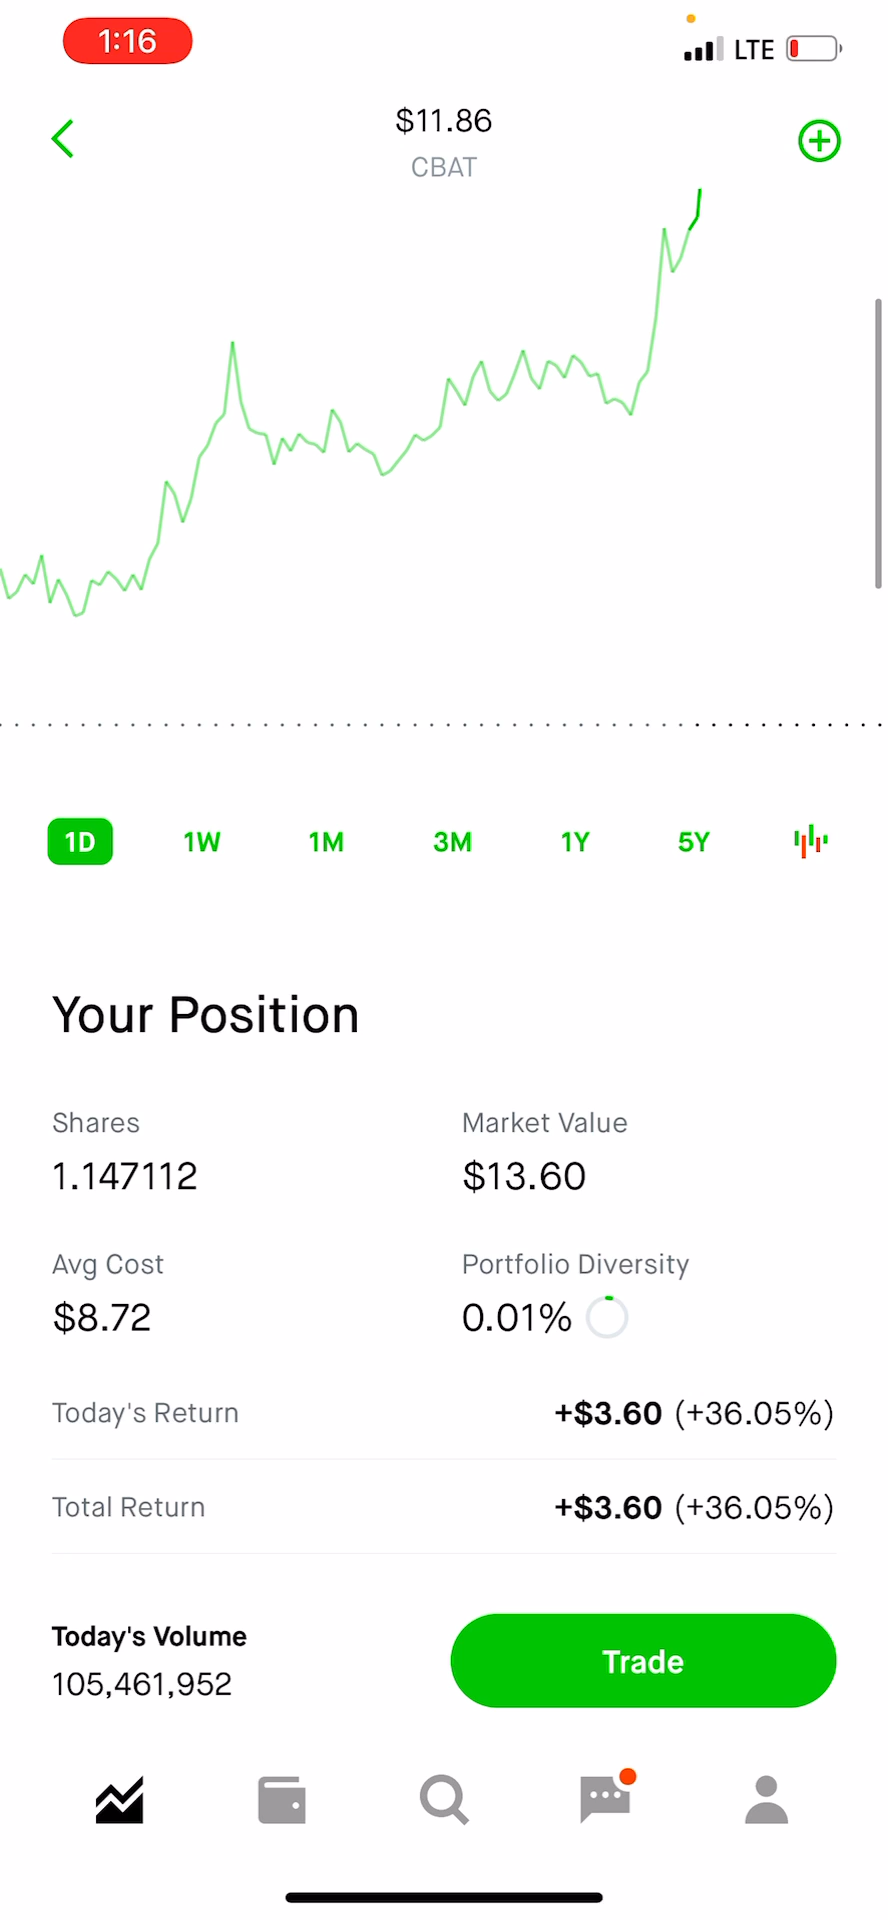 1:16
LTE
$11.86
CBAT
1D 1W 1M 3M 1Y 5Y
Your Position
Shares Market Value
1.147112 $13.60
Avg Cost Portfolio Diversity
$8.72 0.01%
Today's Return +$3.60 (+36.05%)
Total Return +$3.60 (+36.05%)
Today's Volume
105,461,952
Trade